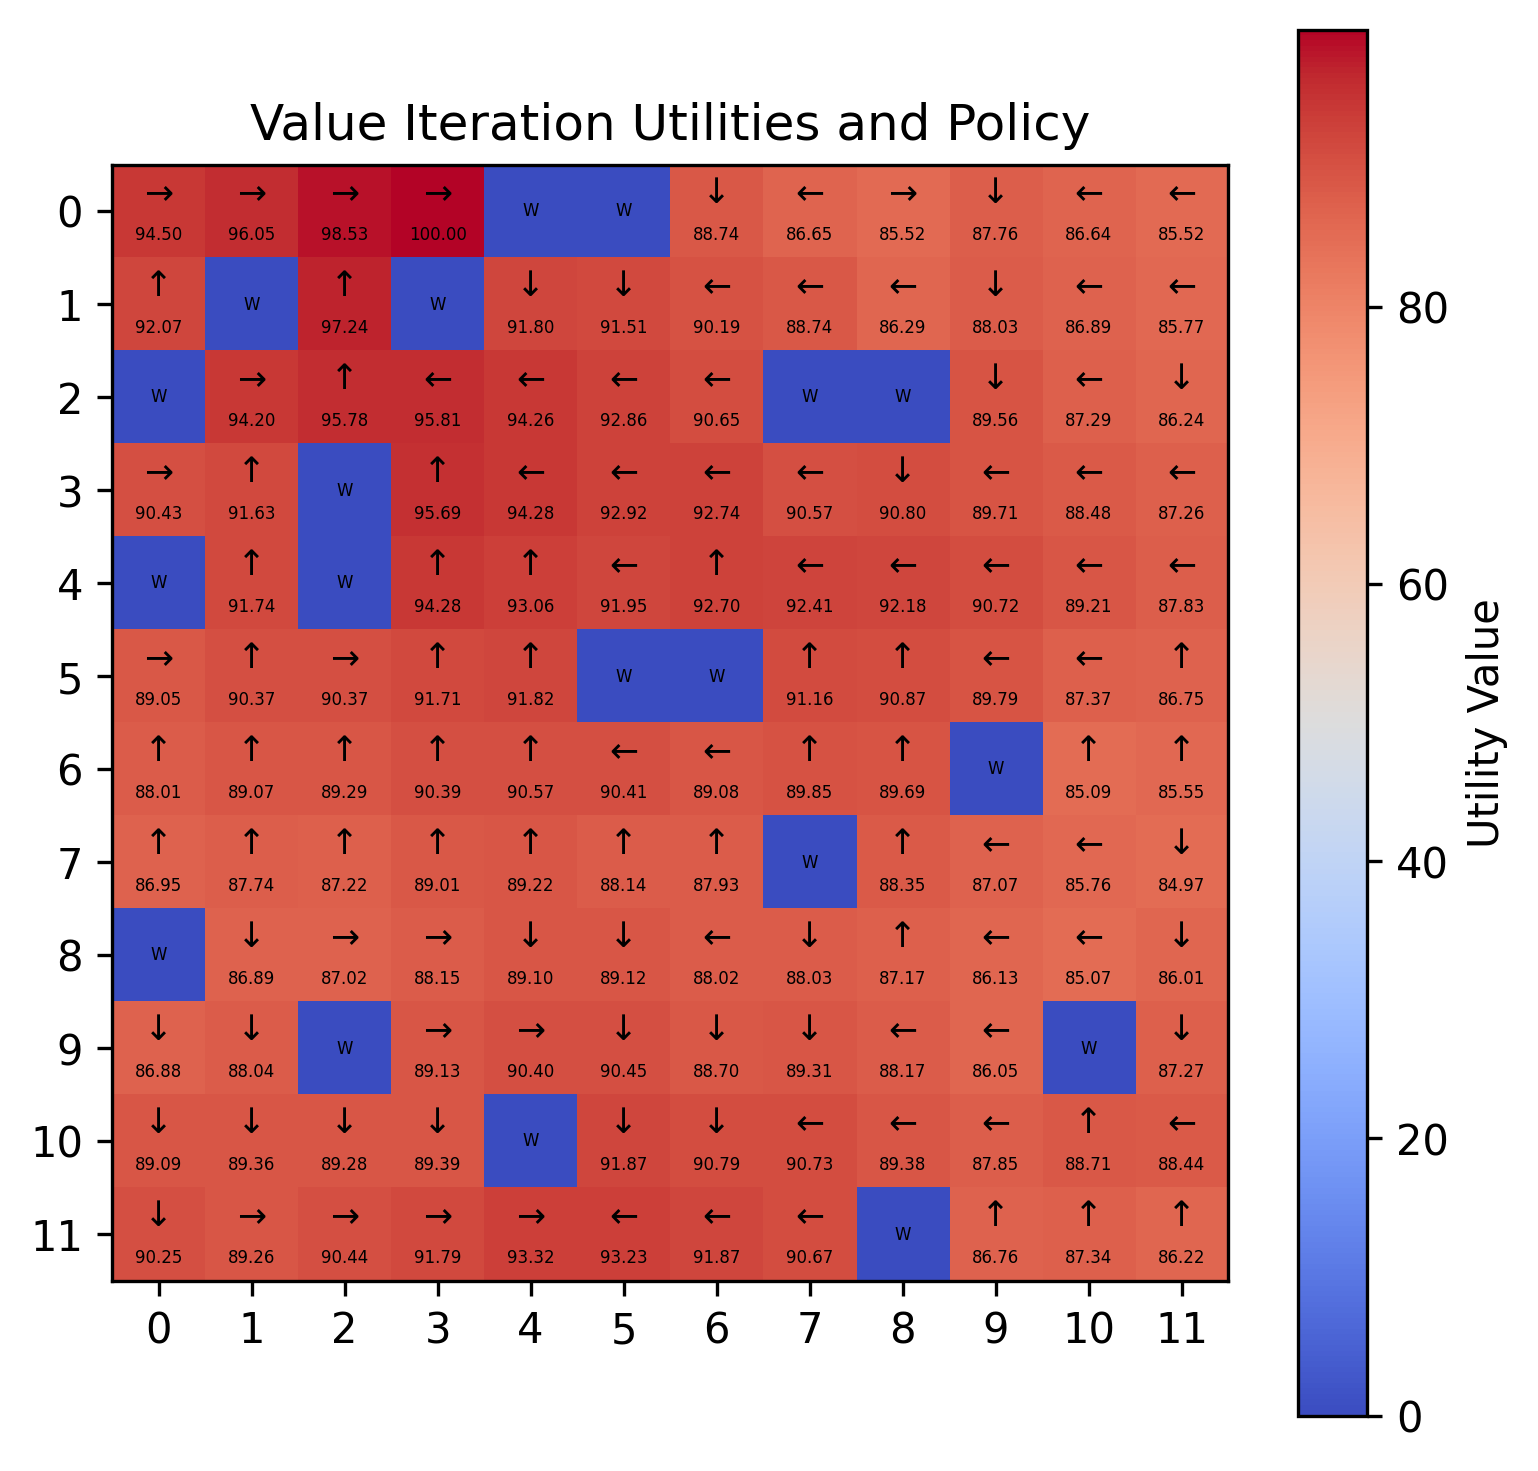 Value Iteration Utilities and Policy
0 → → → → W W ↓ ← → ↓ ← ←
94.50 96.05 98.53 100.00 88.74 86.65 85.52 87.76 86.64 85.52
1 ↑ W ↑ W ↓ ↓ ← ← ← ↓ ← ←
92.07 97.24 91.80 91.51 90.19 88.74 86.29 88.03 86.89 85.77
2 W → ↑ ← ← ← ← W W ↓ ← ↓
94.20 95.78 95.81 94.26 92.86 90.65 89.56 87.29 86.24
3 → ↑ W ↑ ← ← ← ← ↓ ← ← ←
90.43 91.63 95.69 94.28 92.92 92.74 90.57 90.80 89.71 88.48 87.26
4 W ↑ W ↑ ↑ ← ↑ ← ← ← ← ←
91.74 94.28 93.06 91.95 92.70 92.41 92.18 90.72 89.21 87.83
5 → ↑ → ↑ ↑ W W ↑ ↑ ← ← ↑
89.05 90.37 90.37 91.71 91.82 91.16 90.87 89.79 87.37 86.75
6 ↑ ↑ ↑ ↑ ↑ ← ← ↑ ↑ W ↑ ↑
88.01 89.07 89.29 90.39 90.57 90.41 89.08 89.85 89.69 85.09 85.55
7 ↑ ↑ ↑ ↑ ↑ ↑ ↑ W ↑ ← ← ↓
86.95 87.74 87.22 89.01 89.22 88.14 87.93 88.35 87.07 85.76 84.97
8 W ↓ → → ↓ ↓ ← ↓ ↑ ← ← ↓
86.89 87.02 88.15 89.10 89.12 88.02 88.03 87.17 86.13 85.07 86.01
9 ↓ ↓ W → → ↓ ↓ ↓ ← ← W ↓
86.88 88.04 89.13 90.40 90.45 88.70 89.31 88.17 86.05 87.27
10 ↓ ↓ ↓ ↓ W ↓ ↓ ← ← ← ↑ ←
89.09 89.36 89.28 89.39 91.87 90.79 90.73 89.38 87.85 88.71 88.44
11 ↓ → → → → ← ← ← W ↑ ↑ ↑
90.25 89.26 90.44 91.79 93.32 93.23 91.87 90.67 86.76 87.34 86.22
0 1 2 3 4 5 6 7 8 9 10 11
80
60
40
20
0
Utility Value